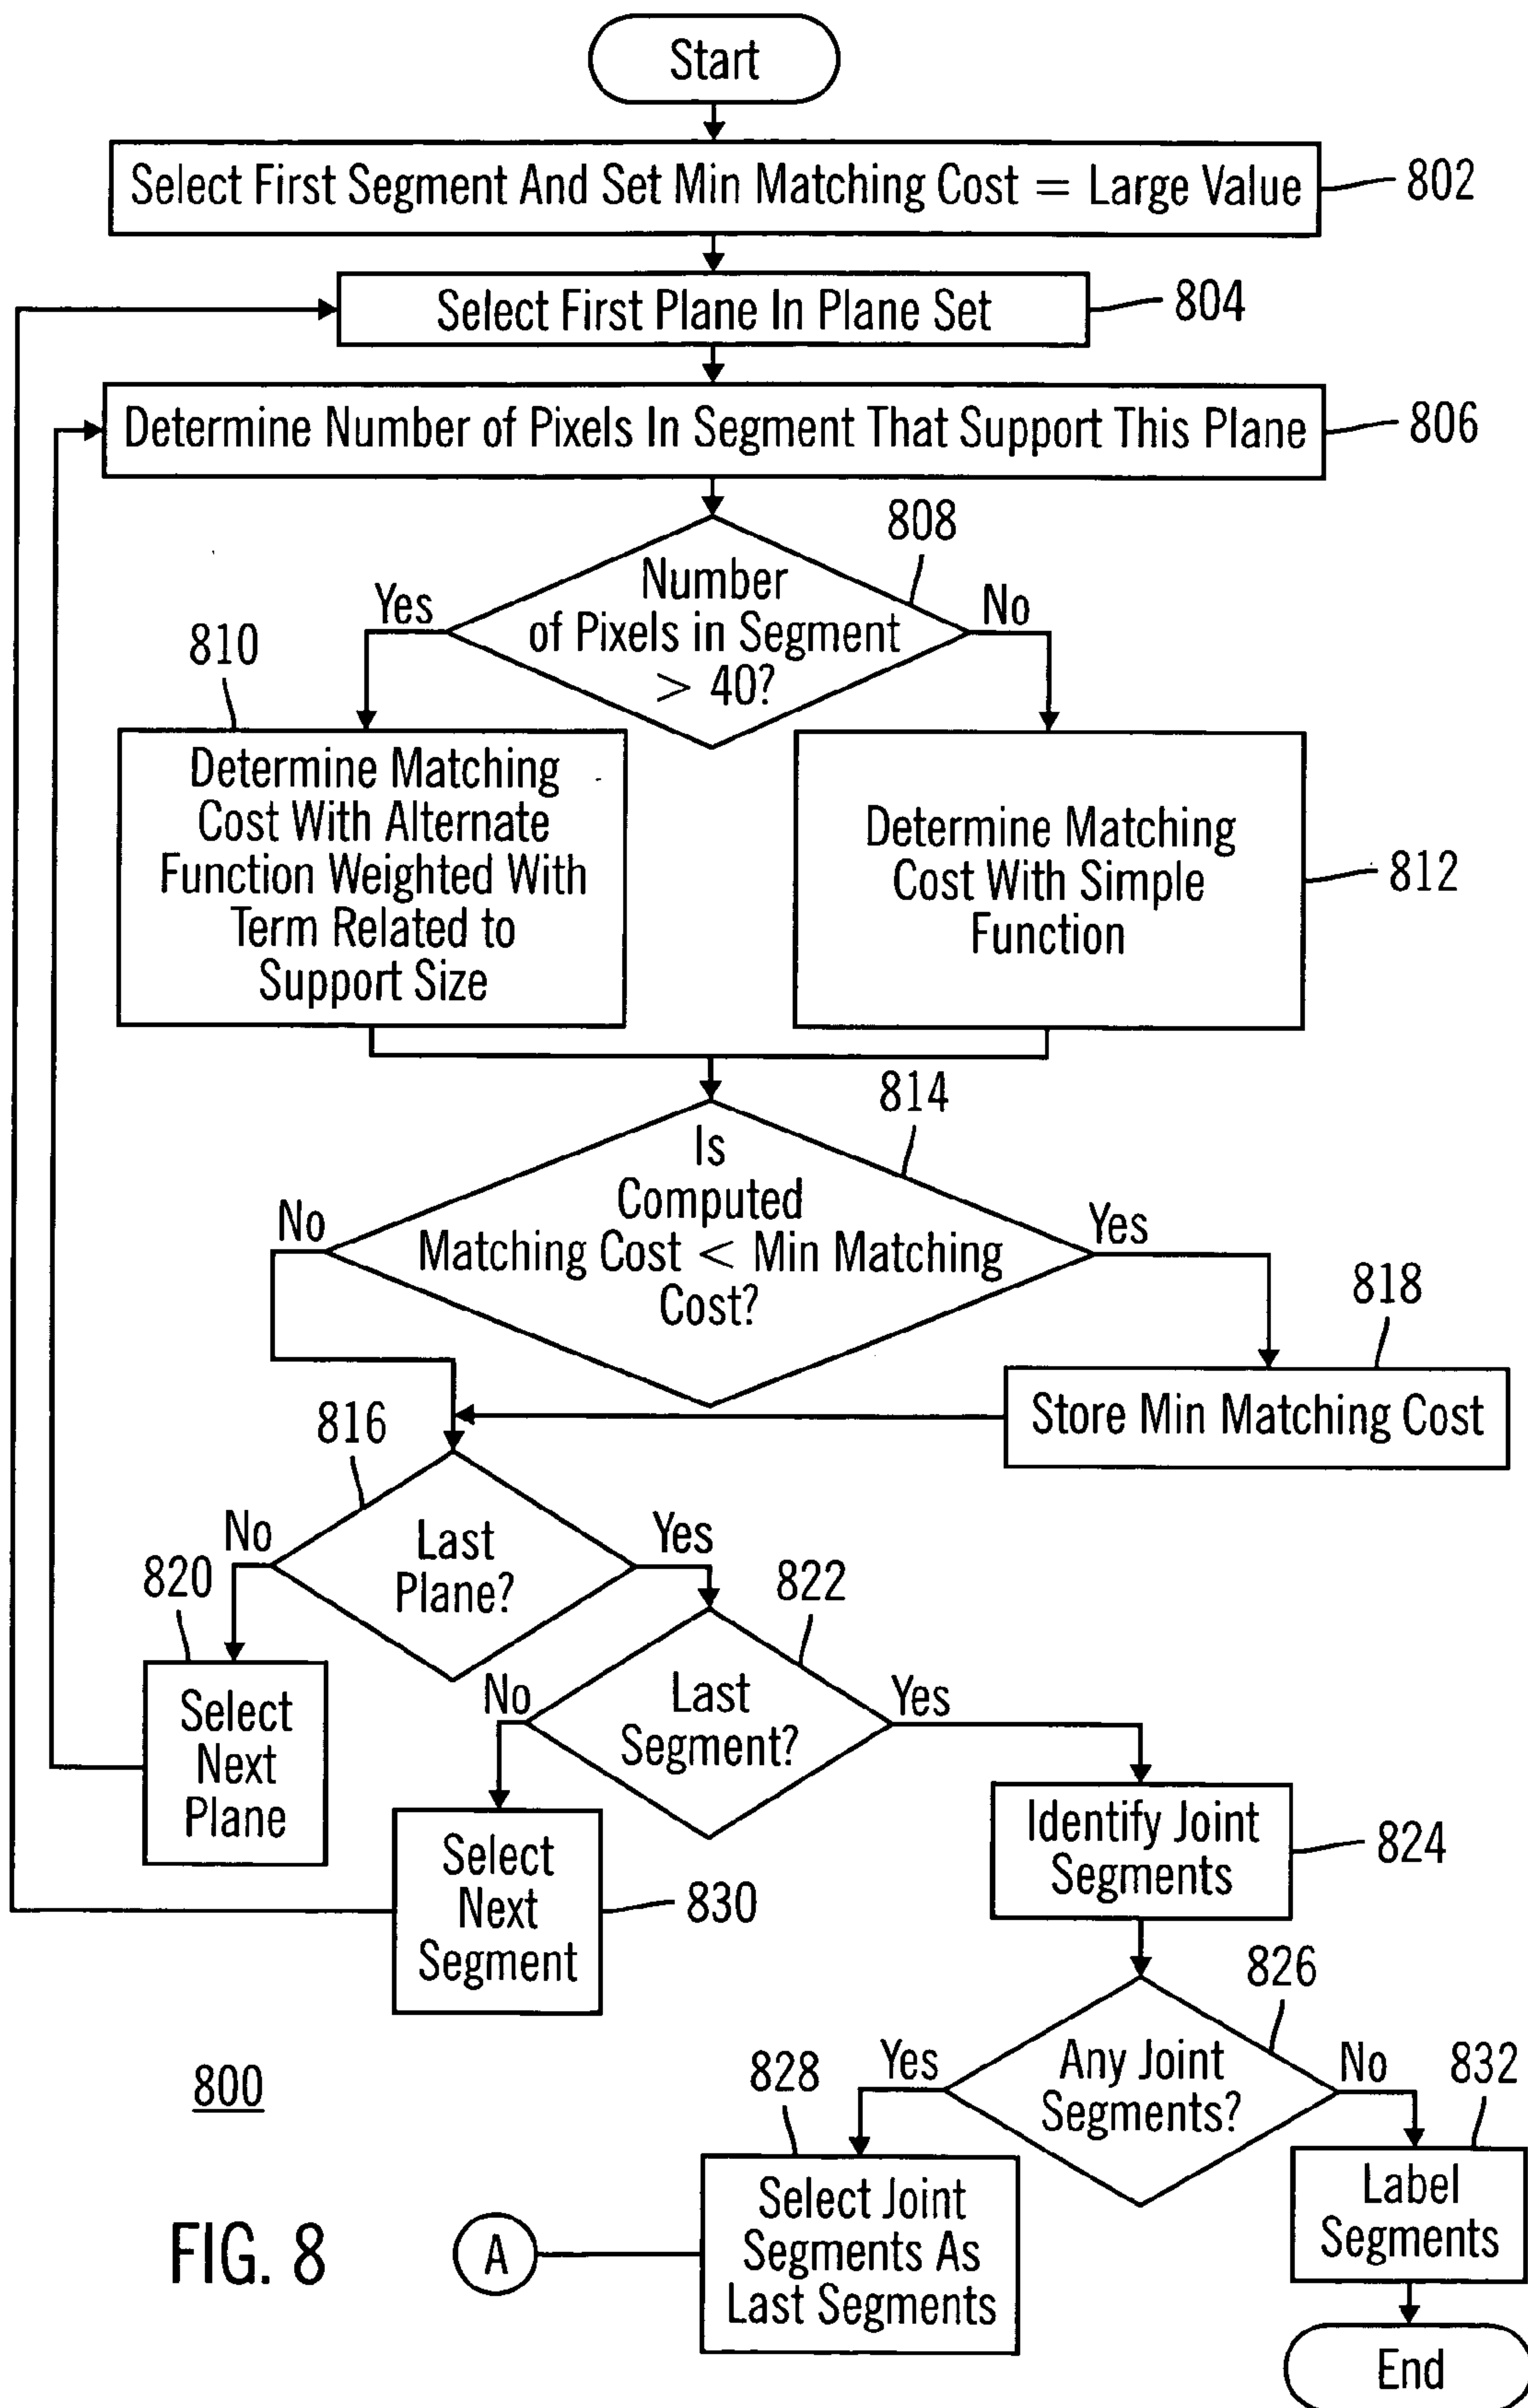 Start
Select First Segment And Set Min Matching Cost = Large Value
802
Select First Plane In Plane Set
804
Determine Number of Pixels In Segment That Support This Plane
806
808
Number
of Pixels in Segment
> 40?
Yes
No
810
Determine Matching
Cost With Alternate
Function Weighted With
Term Related to
Support Size
Determine Matching
Cost With Simple
Function
812
814
Is
Computed
Matching Cost < Min Matching
Cost?
No
Yes
818
Store Min Matching Cost
816
Last
Plane?
No
Yes
820
Select
Next
Plane
822
Last
Segment?
No
Yes
Select
Next
Segment
830
Identify Joint
Segments
824
826
Any Joint
Segments?
Yes
No
828
832
Select Joint
Segments As
Last Segments
Label
Segments
A
End
800
FIG. 8